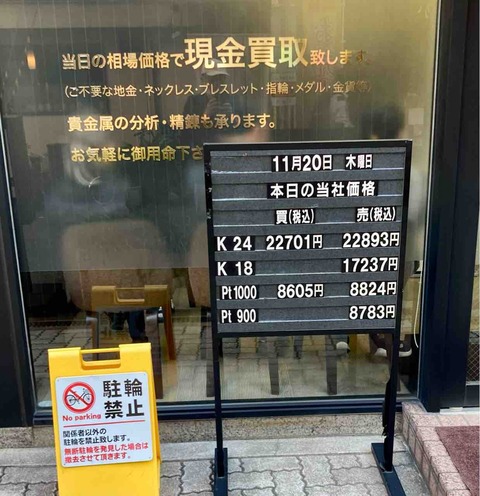 当日の相場価格で現金買取致します
(ご不要な地金・ネックレス・ブレスレット・指輪・メダル・金貨等)
貴金属の分析・精錬も承ります。
お気軽に御用命下さ
11月20日 木曜日
本日の当社価格
買(税込) 売(税込)
K 24 22701円 22893円
K 18 17237円
Pt1000 8605円 8824円
Pt 900 8783円
No parking
駐輪
禁止
関係者以外の
駐輪を禁止致します。
無断駐輪を発見した場合は
撤去させて頂きます。